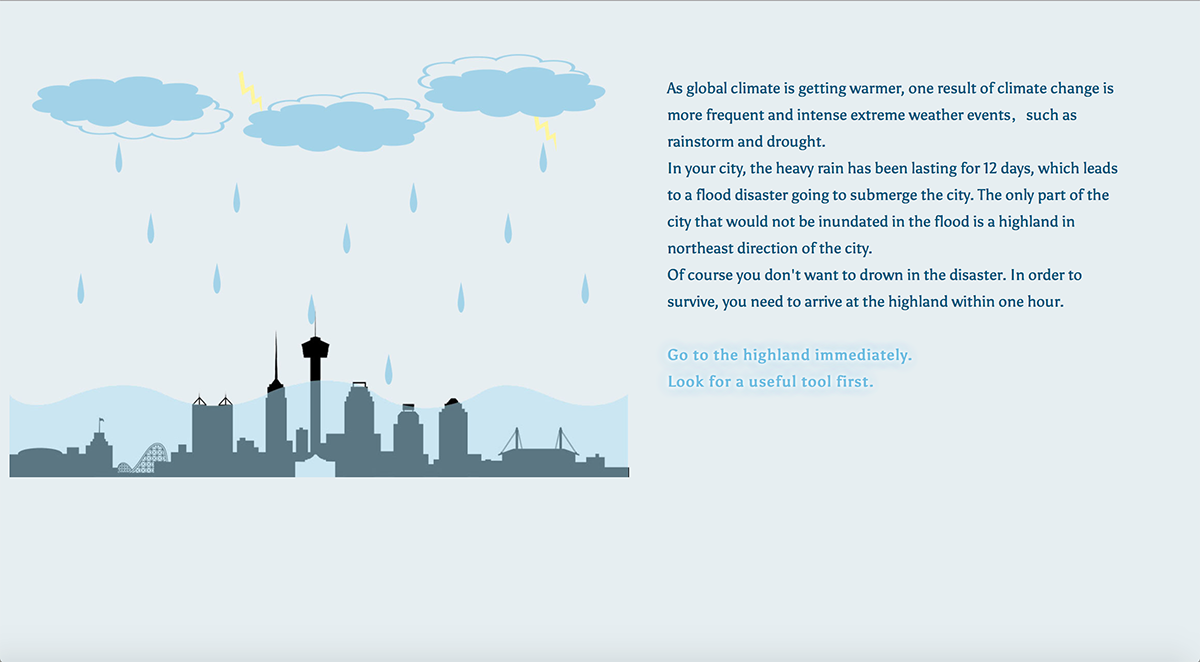 As global climate is getting warmer, one result of climate change is
more frequent and intense extreme weather events，such as
rainstorm and drought.
In your city, the heavy rain has been lasting for 12 days, which leads
to a flood disaster going to submerge the city. The only part of the
city that would not be inundated in the flood is a highland in
northeast direction of the city.
Of course you don't want to drown in the disaster. In order to
survive, you need to arrive at the highland within one hour.
Go to the highland immediately.
Look for a useful tool first.